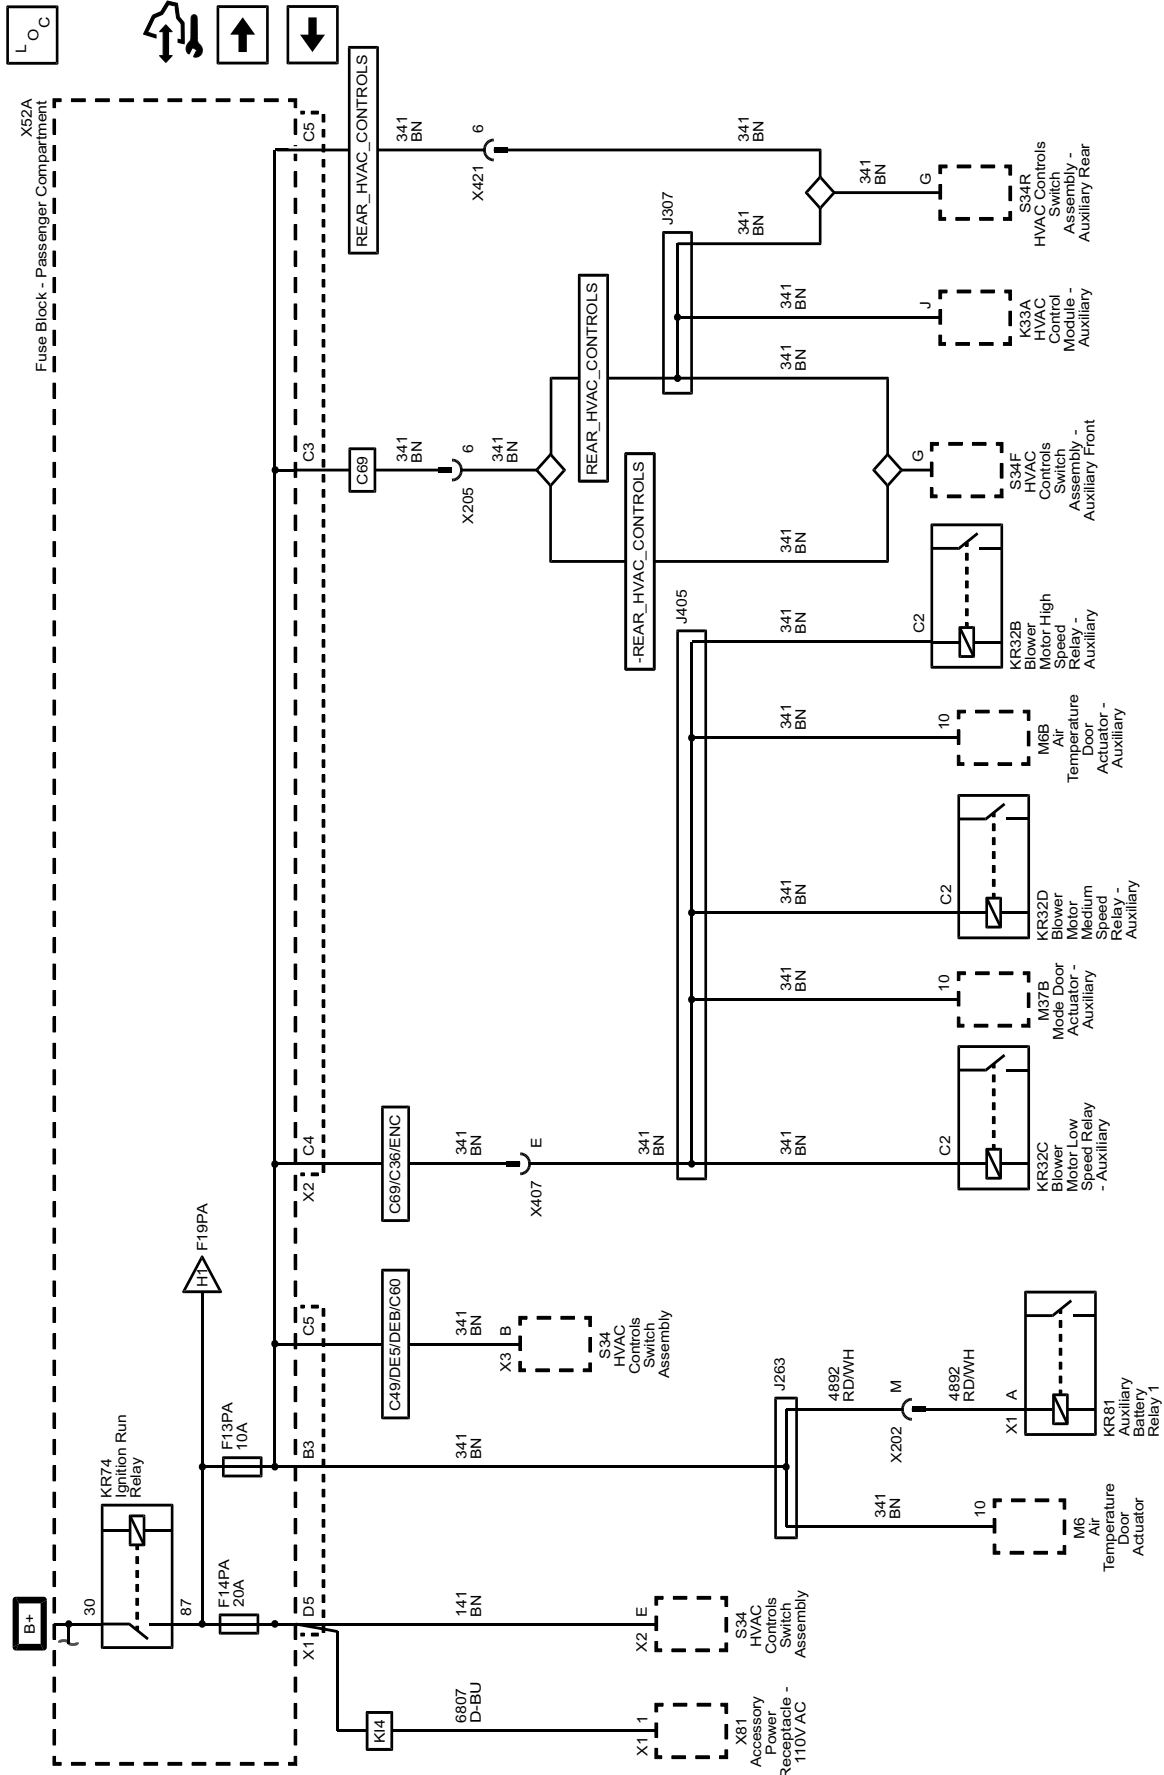 L O C
X52A
Fuse Block - Passenger Compartment
B+
30
87
KR74
Ignition Run
Relay
F14PA
20A
F13PA
10A
H1
F19PA
X1
D5
B3
C5
X2
C4
C3
C5
KI4
6807
D-BU
X1
1
X81
Accessory
Power
Receptacle -
110V AC
141
BN
X2
E
S34
HVAC
Controls
Switch
Assembly
341
BN
J263
341
BN
10
M6
Air
Temperature
Door
Actuator
4892
RD/WH
X202
M
4892
RD/WH
X1
A
KR81
Auxiliary
Battery
Relay 1
C49/DE5/DEB/C60
341
BN
X3
B
S34
HVAC
Controls
Switch
Assembly
C69/C36/ENC
341
BN
X407
E
341
BN
J405
341
BN
C2
KR32C
Blower
Motor Low
Speed Relay
- Auxiliary
341
BN
10
M37B
Mode Door
Actuator -
Auxiliary
341
BN
C2
KR32D
Blower
Motor
Medium
Speed
Relay -
Auxiliary
341
BN
10
M6B
Air
Temperature
Door
Actuator -
Auxiliary
341
BN
C2
KR32B
Blower
Motor High
Speed
Relay -
Auxiliary
C69
341
BN
X205
6
341
BN
-REAR_HVAC_CONTROLS
REAR_HVAC_CONTROLS
341
BN
341
BN
G
S34F
HVAC
Controls
Switch
Assembly -
Auxiliary Front
J307
341
BN
J
K33A
HVAC
Control
Module -
Auxiliary
341
BN
REAR_HVAC_CONTROLS
341
BN
X421
6
341
BN
341
BN
G
S34R
HVAC Controls
Switch
Assembly -
Auxiliary Rear